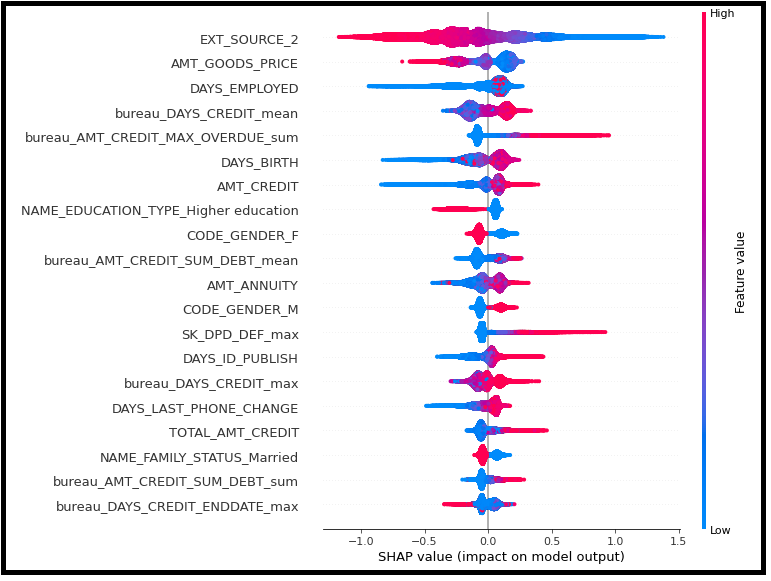 High
EXT_SOURCE_2
AMT_GOODS_PRICE
DAYS_EMPLOYED
bureau_DAYS_CREDIT_mean
bureau_AMT_CREDIT_MAX_OVERDUE_sum
DAYS_BIRTH
AMT_CREDIT
NAME_EDUCATION_TYPE_Higher education
CODE_GENDER_F
bureau_AMT_CREDIT_SUM_DEBT_mean
AMT_ANNUITY
CODE_GENDER_M
SK_DPD_DEF_max
DAYS_ID_PUBLISH
bureau_DAYS_CREDIT_max
DAYS_LAST_PHONE_CHANGE
TOTAL_AMT_CREDIT
NAME_FAMILY_STATUS_Married
bureau_AMT_CREDIT_SUM_DEBT_sum
bureau_DAYS_CREDIT_ENDDATE_max
Feature value
Low
−1.0 −0.5 0.0 0.5 1.0 1.5
SHAP value (impact on model output)